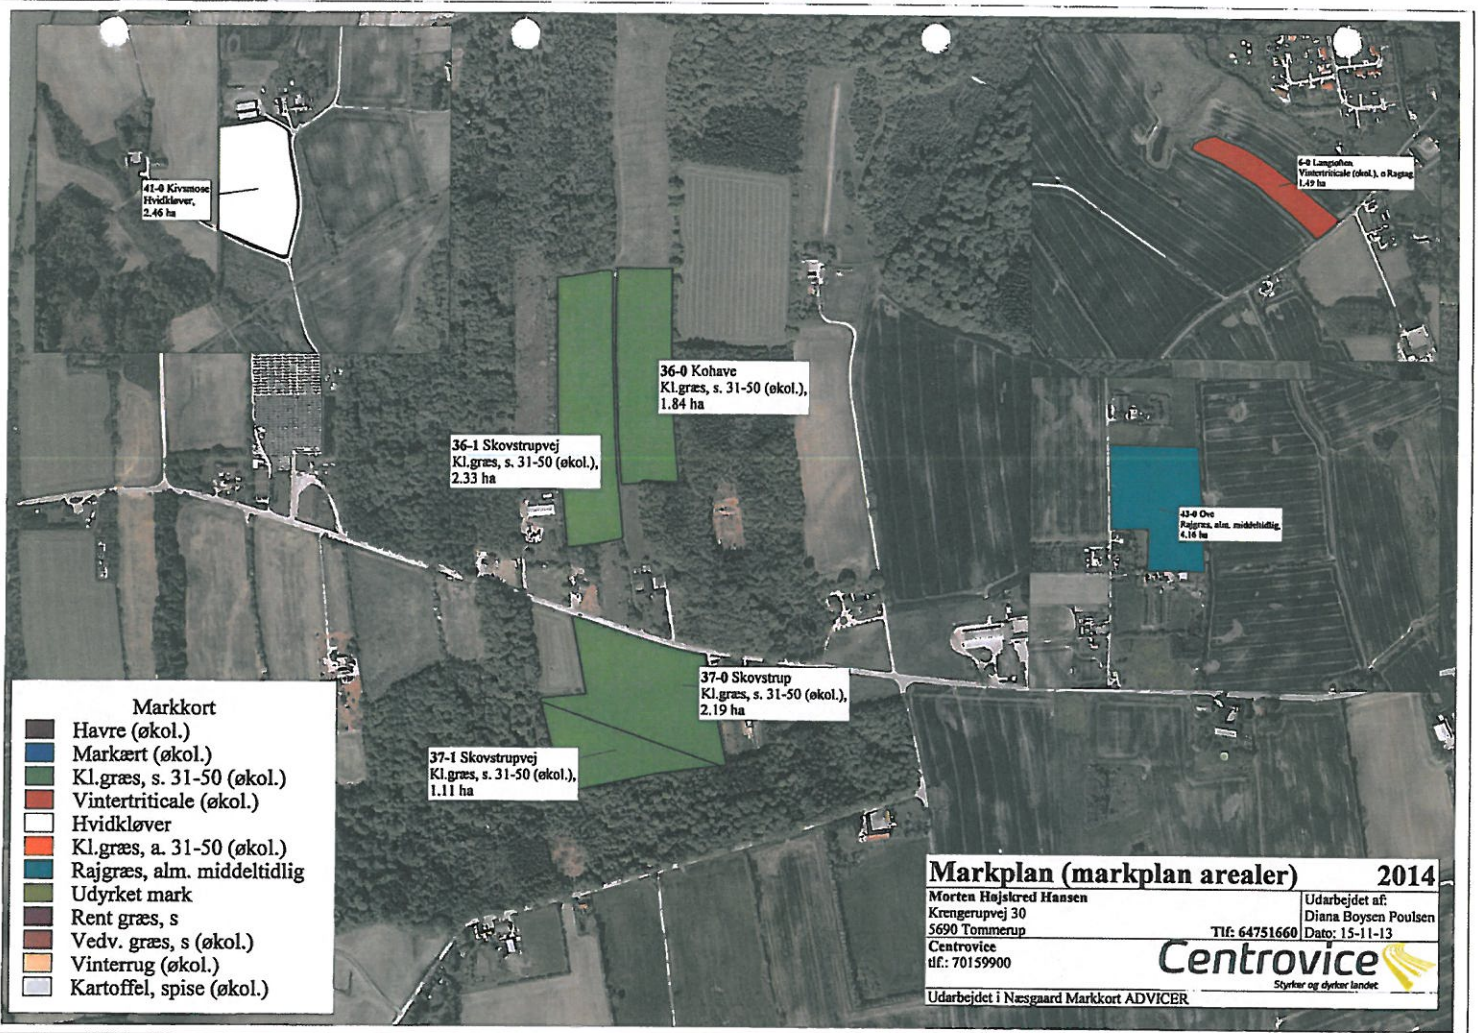 41-0 Kivsmose
Hvidkløver,
2.46 ha
6-0 Langtoften
Vintertriticale (økol.), o Ragtag
1.49 ha
36-0 Kohave
Kl.græs, s. 31-50 (økol.),
1.84 ha
36-1 Skovstrupvej
Kl.græs, s. 31-50 (økol.),
2.33 ha
43-0 Ove
Rajgræs, alm. middeltidlig,
4.16 ha
37-0 Skovstrup
Kl.græs, s. 31-50 (økol.),
2.19 ha
37-1 Skovstrupvej
Kl.græs, s. 31-50 (økol.),
1.11 ha
Markkort
Havre (økol.)
Markært (økol.)
Kl.græs, s. 31-50 (økol.)
Vintertriticale (økol.)
Hvidkløver
Kl.græs, a. 31-50 (økol.)
Rajgræs, alm. middeltidlig
Udyrket mark
Rent græs, s
Vedv. græs, s (økol.)
Vinterrug (økol.)
Kartoffel, spise (økol.)
Markplan (markplan arealer) 2014
Morten Højskred Hansen
Krengerupvej 30
5690 Tommerup Tlf: 64751660
Udarbejdet af:
Diana Boysen Poulsen
Dato: 15-11-13
Centrovice
tlf.: 70159900
Centrovice
Styrker og dyrker landet
Udarbejdet i Næsgaard Markkort ADVICER